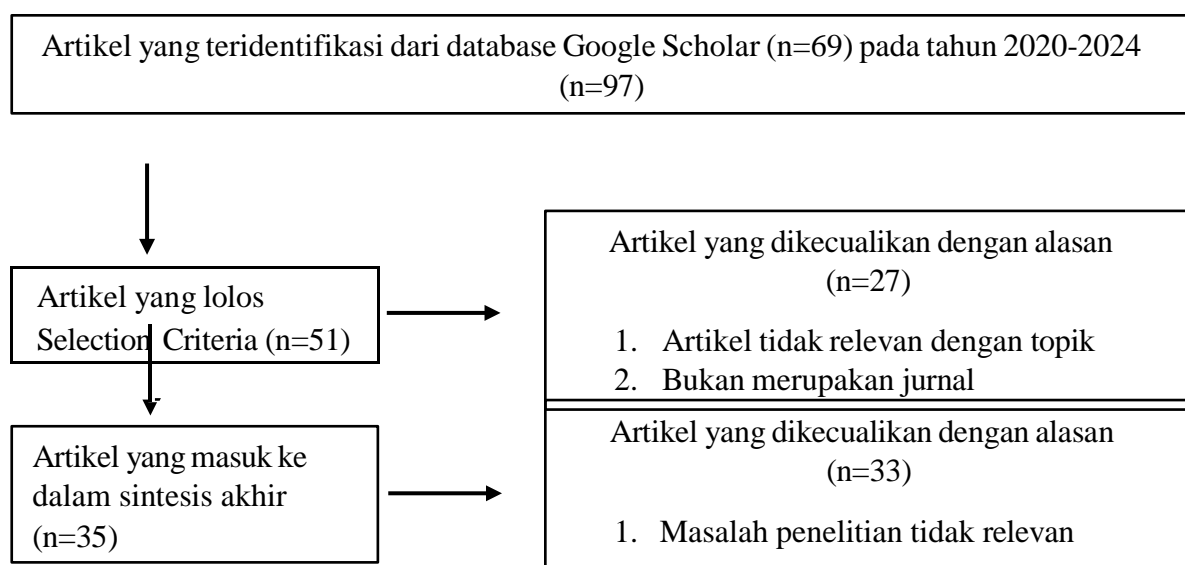 Artikel yang teridentifikasi dari database Google Scholar (n=69) pada tahun 2020-2024
(n=97)
Artikel yang lolos
Selection Criteria (n=51)
Artikel yang dikecualikan dengan alasan
(n=27)
1. Artikel tidak relevan dengan topik
2. Bukan merupakan jurnal
Artikel yang masuk ke
dalam sintesis akhir
(n=35)
Artikel yang dikecualikan dengan alasan
(n=33)
1. Masalah penelitian tidak relevan